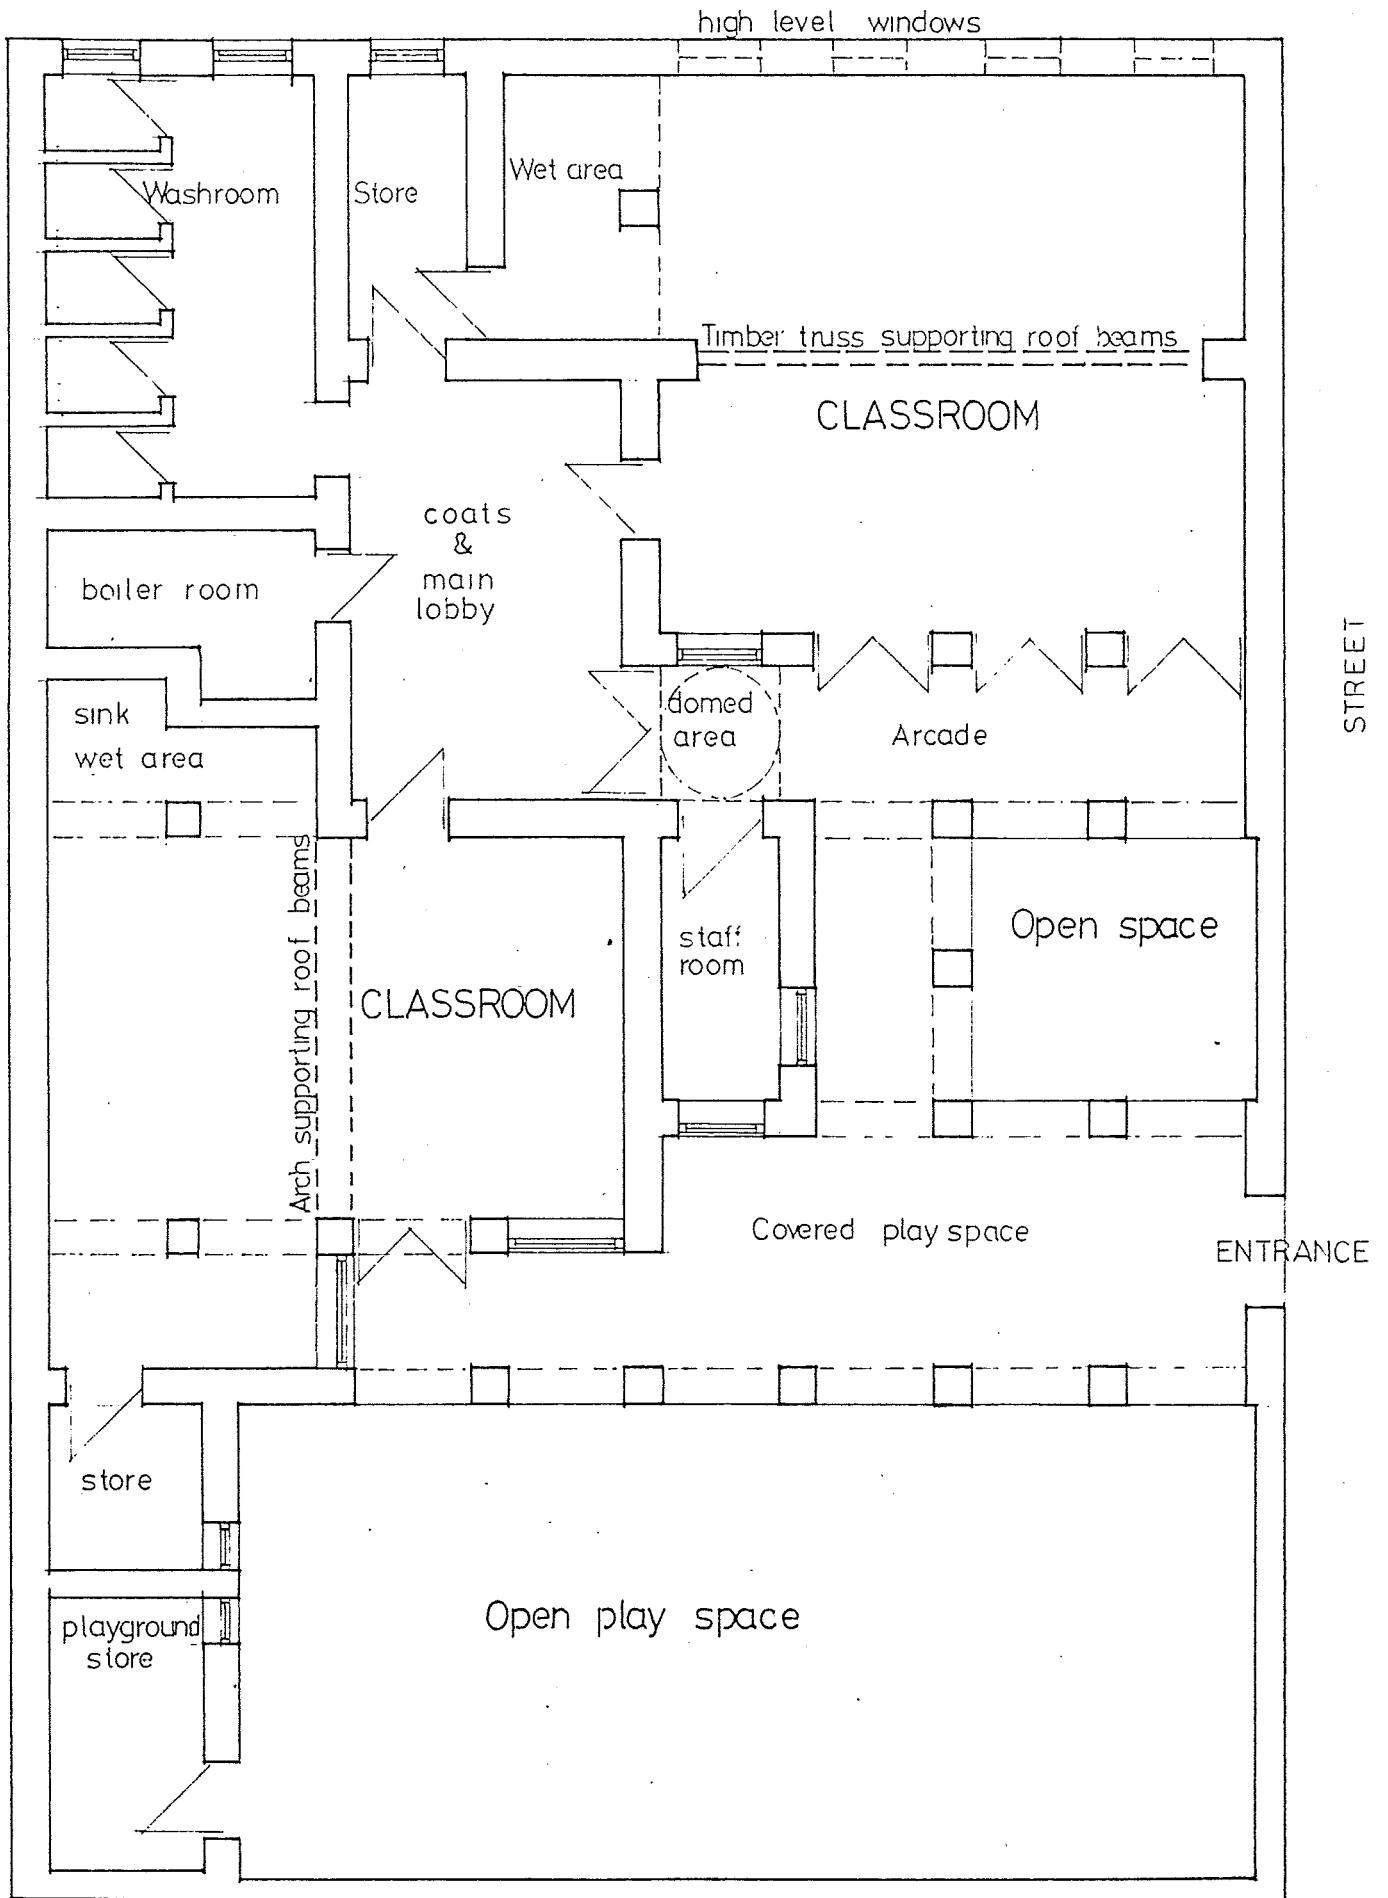 high level windows
Washroom
Store
Wet area
Timber truss supporting roof beams
CLASSROOM
coats
&
main
lobby
boiler room
sink
wet area
domed
area
Arcade
STREET
Arch supporting roof beams
CLASSROOM
staff
room
Open space
Covered play space
ENTRANCE
store
playground
store
Open play space